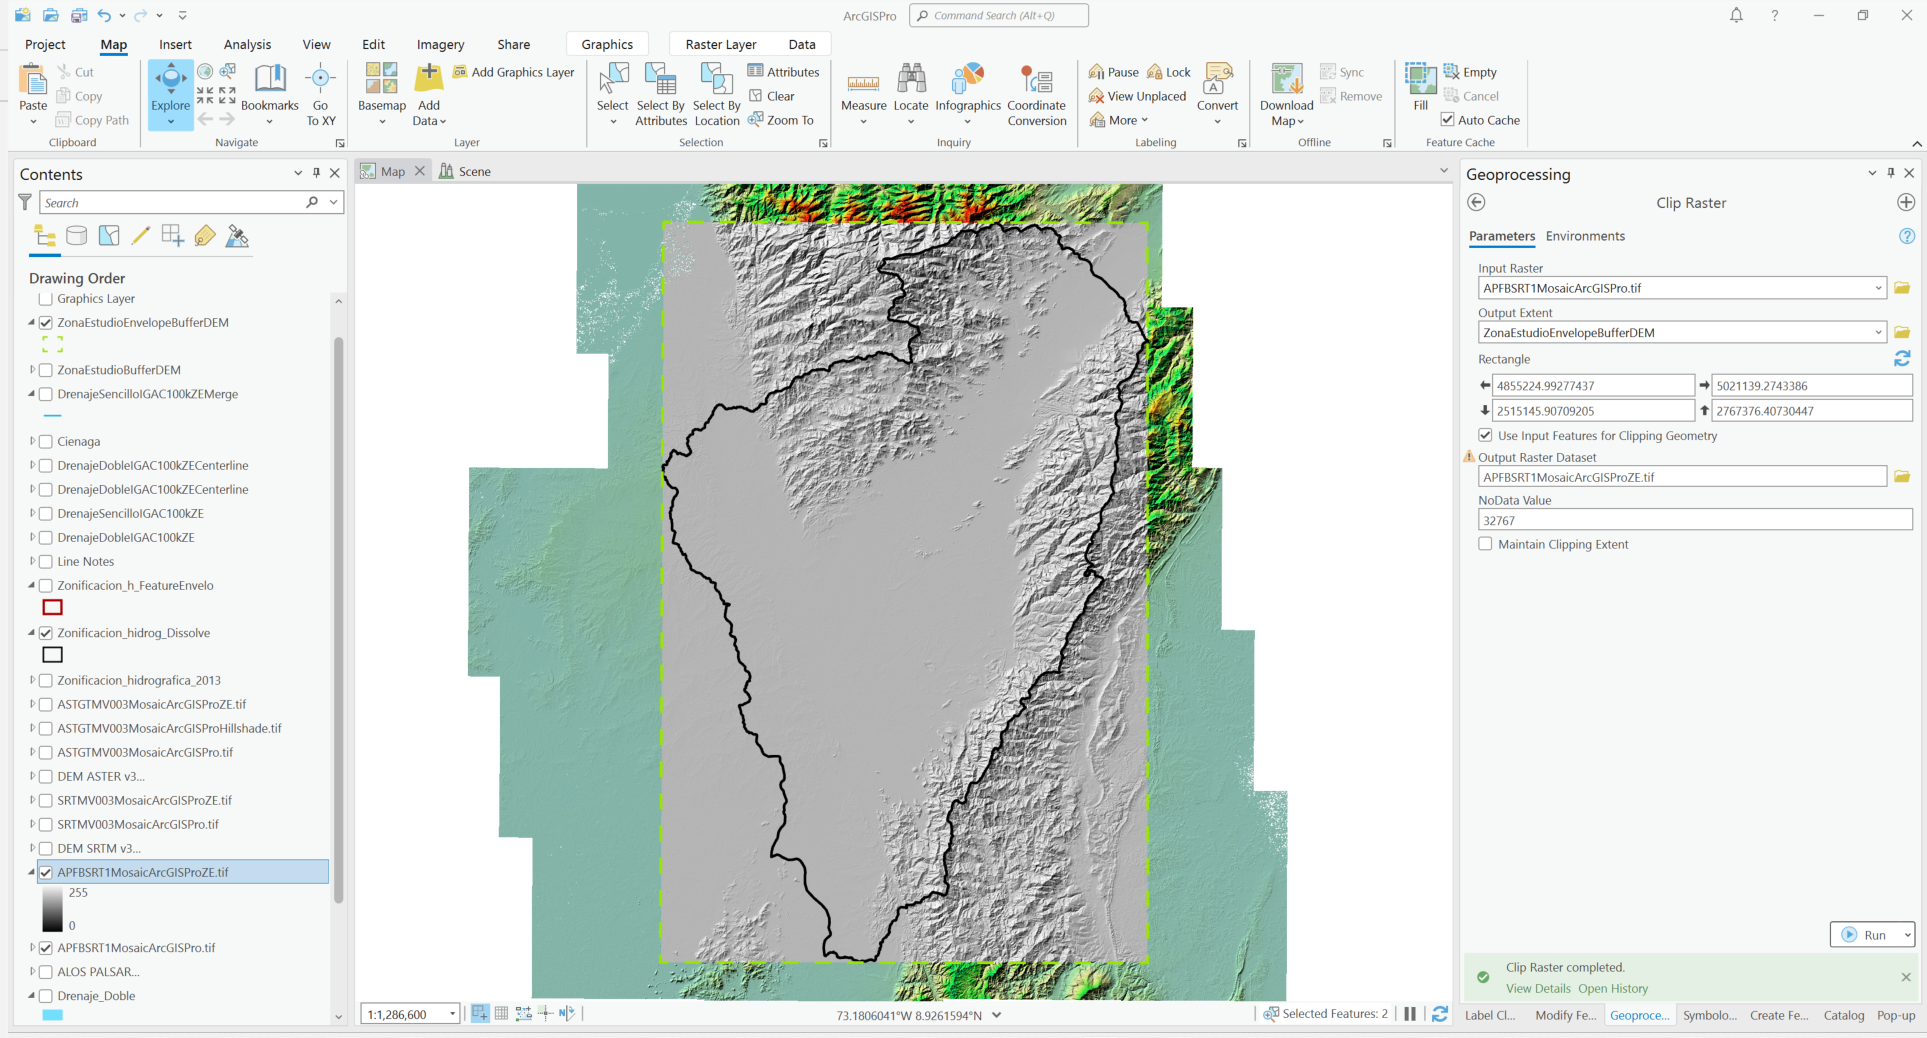 ArcGISPro
Command Search (Alt+Q)
Project Map Insert Analysis View Edit Imagery Share Graphics Raster Layer Data
Paste
Cut
Copy
Copy Path
Clipboard
Explore
Bookmarks
Go
To XY
Navigate
Basemap
Add
Data
Add Graphics Layer
Layer
Select
Select By
Attributes
Select By
Location
Attributes
Clear
Zoom To
Selection
Measure
Locate
Infographics
Coordinate
Conversion
Inquiry
Pause
Lock
View Unplaced
More
Convert
Labeling
Download
Map
Sync
Remove
Offline
Fill
Empty
Cancel
Auto Cache
Feature Cache
Contents
Search
Drawing Order
Graphics Layer
ZonaEstudioEnvelopeBufferDEM
ZonaEstudioBufferDEM
DrenajeSencilloIGAC100kZEMerge
Cienaga
DrenajeDobleIGAC100kZECenterline
DrenajeDobleIGAC100kZECenterline
DrenajeSencilloIGAC100kZE
DrenajeDobleIGAC100kZE
Line Notes
Zonificacion_h_FeatureEnvelo
Zonificacion_hidrog_Dissolve
Zonificacion_hidrografica_2013
ASTGTMV003MosaicArcGISProZE.tif
ASTGTMV003MosaicArcGISProHillshade.tif
ASTGTMV003MosaicArcGISPro.tif
DEM ASTER v3...
SRTMV003MosaicArcGISProZE.tif
SRTMV003MosaicArcGISPro.tif
DEM SRTM v3...
APFBSRT1MosaicArcGISProZE.tif
255
0
APFBSRT1MosaicArcGISPro.tif
ALOS PALSAR...
Drenaje_Doble
Map
Scene
1:1,286,600
N
73.1806041°W 8.9261594°N
Selected Features: 2
Geoprocessing
Clip Raster
Parameters Environments
Input Raster
APFBSRT1MosaicArcGISPro.tif
Output Extent
ZonaEstudioEnvelopeBufferDEM
Rectangle
4855224.99277437
5021139.2743386
2515145.90709205
2767376.40730447
Use Input Features for Clipping Geometry
Output Raster Dataset
APFBSRT1MosaicArcGISProZE.tif
NoData Value
32767
Maintain Clipping Extent
Run
Clip Raster completed.
View Details Open History
Label Cl... Modify Fe... Geoproce... Symbolo... Create Fe... Catalog Pop-up